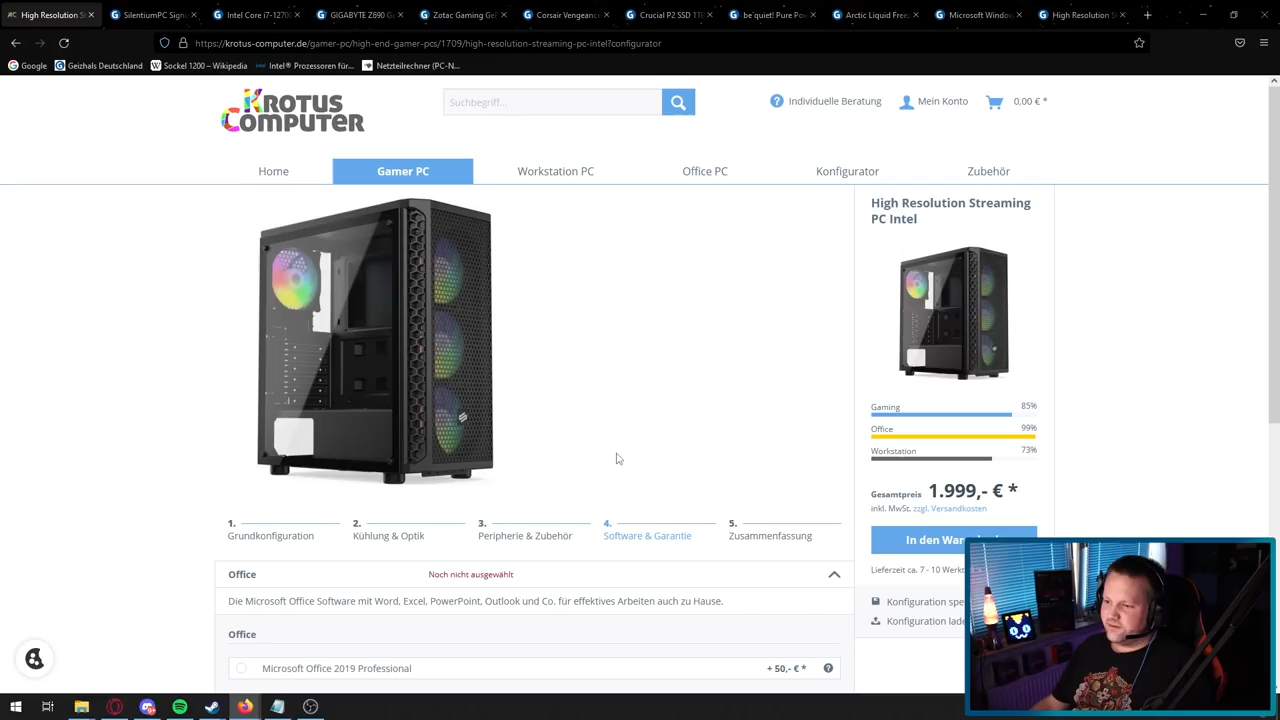 High Resolution St
SilentiumPC Sign
Intel Core i7-1270
GIGABYTE Z690 G
Zotac Gaming Ge
Corsair Vengeanc
Crucial P2 SSD 1TB
be quiet! Pure Pow
Arctic Liquid Free
Microsoft Window
High Resolution St
https://krotus-computer.de/gamer-pc/high-end-gamer-pcs/1709/high-resolution-streaming-pc-intel?configurator
Google
Geizhals Deutschland
Sockel 1200 – Wikipedia
Intel® Prozessoren für...
Netzteilrechner (PC-N...
KROTUS
COMPUTER
Suchbegriff...
Individuelle Beratung
Mein Konto
0,00 € *
Home
Gamer PC
Workstation PC
Office PC
Konfigurator
Zubehör
High Resolution Streaming
PC Intel
Gaming 85%
Office 99%
Workstation 73%
Gesamtpreis 1.999,- € *
inkl. MwSt. zzgl. Versandkosten
In den
Lieferzeit ca. 7 - 10
Konfiguration
Konfiguration
1. Grundkonfiguration
2. Kühlung & Optik
3. Peripherie & Zubehör
4. Software & Garantie
5. Zusammenfassung
Office Noch nicht ausgewählt
Die Microsoft Office Software mit Word, Excel, PowerPoint, Outlook und Co. für effektives Arbeiten auch zu Hause.
Office
Microsoft Office 2019 Professional + 50,- € *